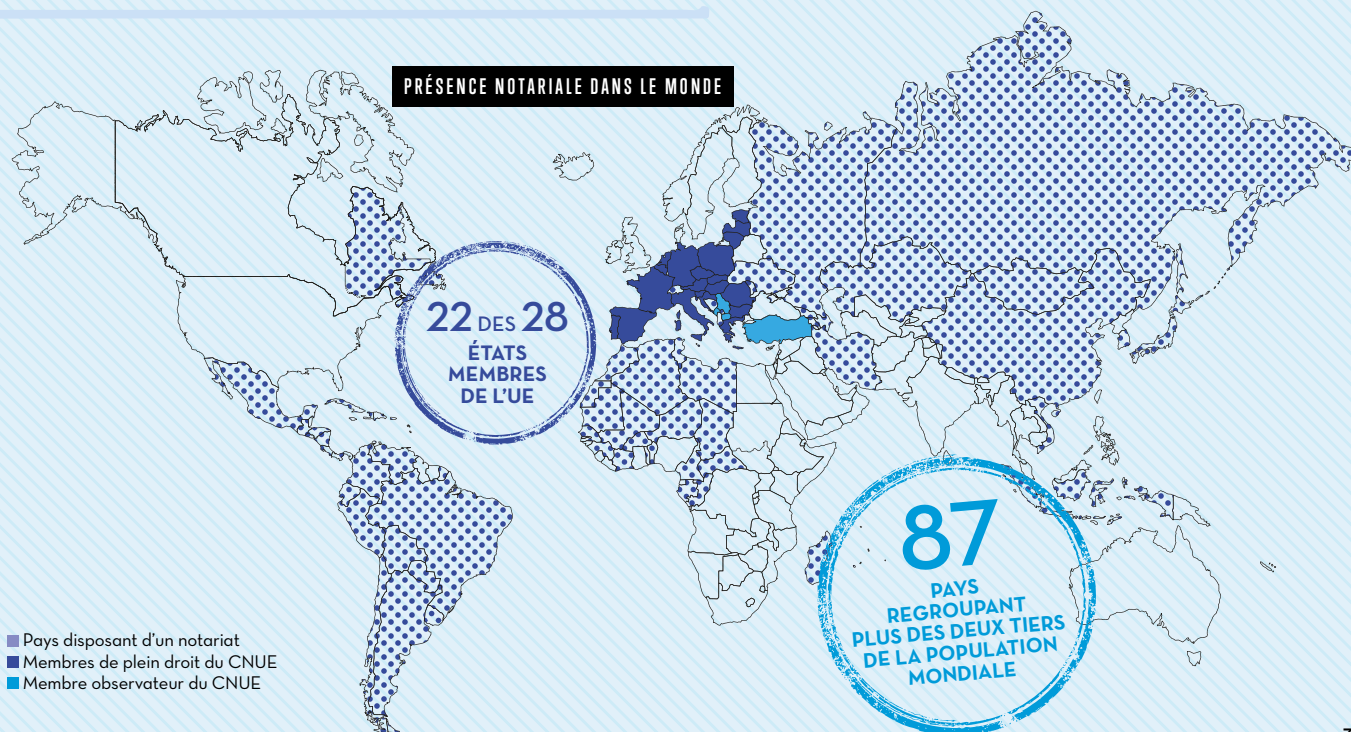 PRÉSENCE NOTARIALE DANS LE MONDE
22 DES 28
ÉTATS
MEMBRES
DE L'UE
87
PAYS
REGROUPANT
PLUS DES DEUX TIERS
DE LA POPULATION
MONDIALE
Pays disposant d'un notariat
Membres de plein droit du CNUE
Membre observateur du CNUE